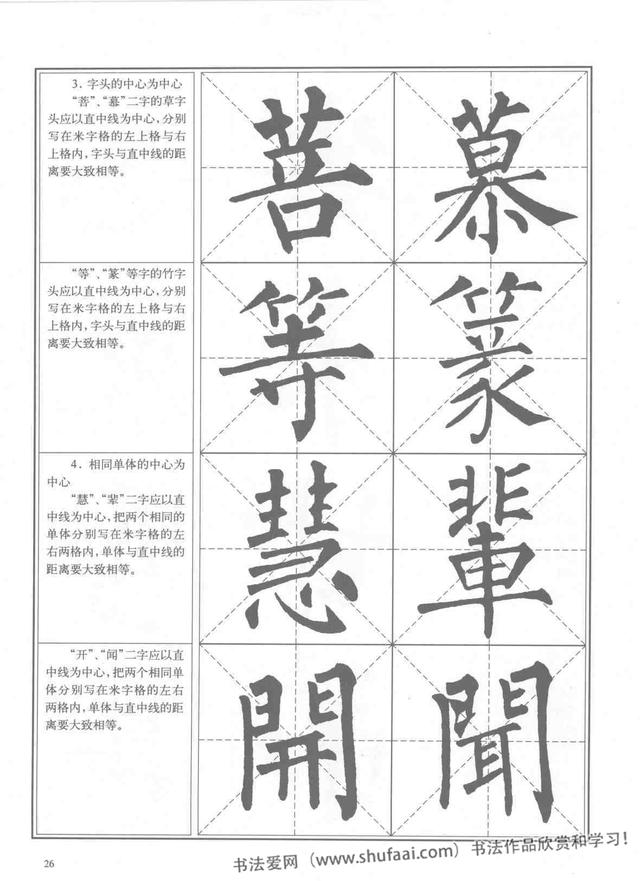 3．字头的中心为中心
“菩”、“慕”二字的草字
头应以直中线为中心，分别
写在米字格的左上格与右
上格内，字头与直中线的距
离要大致相等。
菩 慕
“等”、“篆”等字的竹字
头应以直中线为中心，分别
写在米字格的左上格与右
上格内，字头与直中线的距
离要大致相等。
等 篆
4．相同单体的中心为
中心
“慧”、“辈”二字应以直
中线为中心，把两个相同的
单体分别写在米字格的左
右两格内，单体与直中线的
距离要大致相等。
慧 輩
“开”、“闻”二字应以直
中线为中心，把两个相同单
体分别写在米字格的左右
两格内，单体与直中线的距
离要大致相等。
開 聞
26
书法爱网（www.shufaai.com）书法作品欣赏和学习！